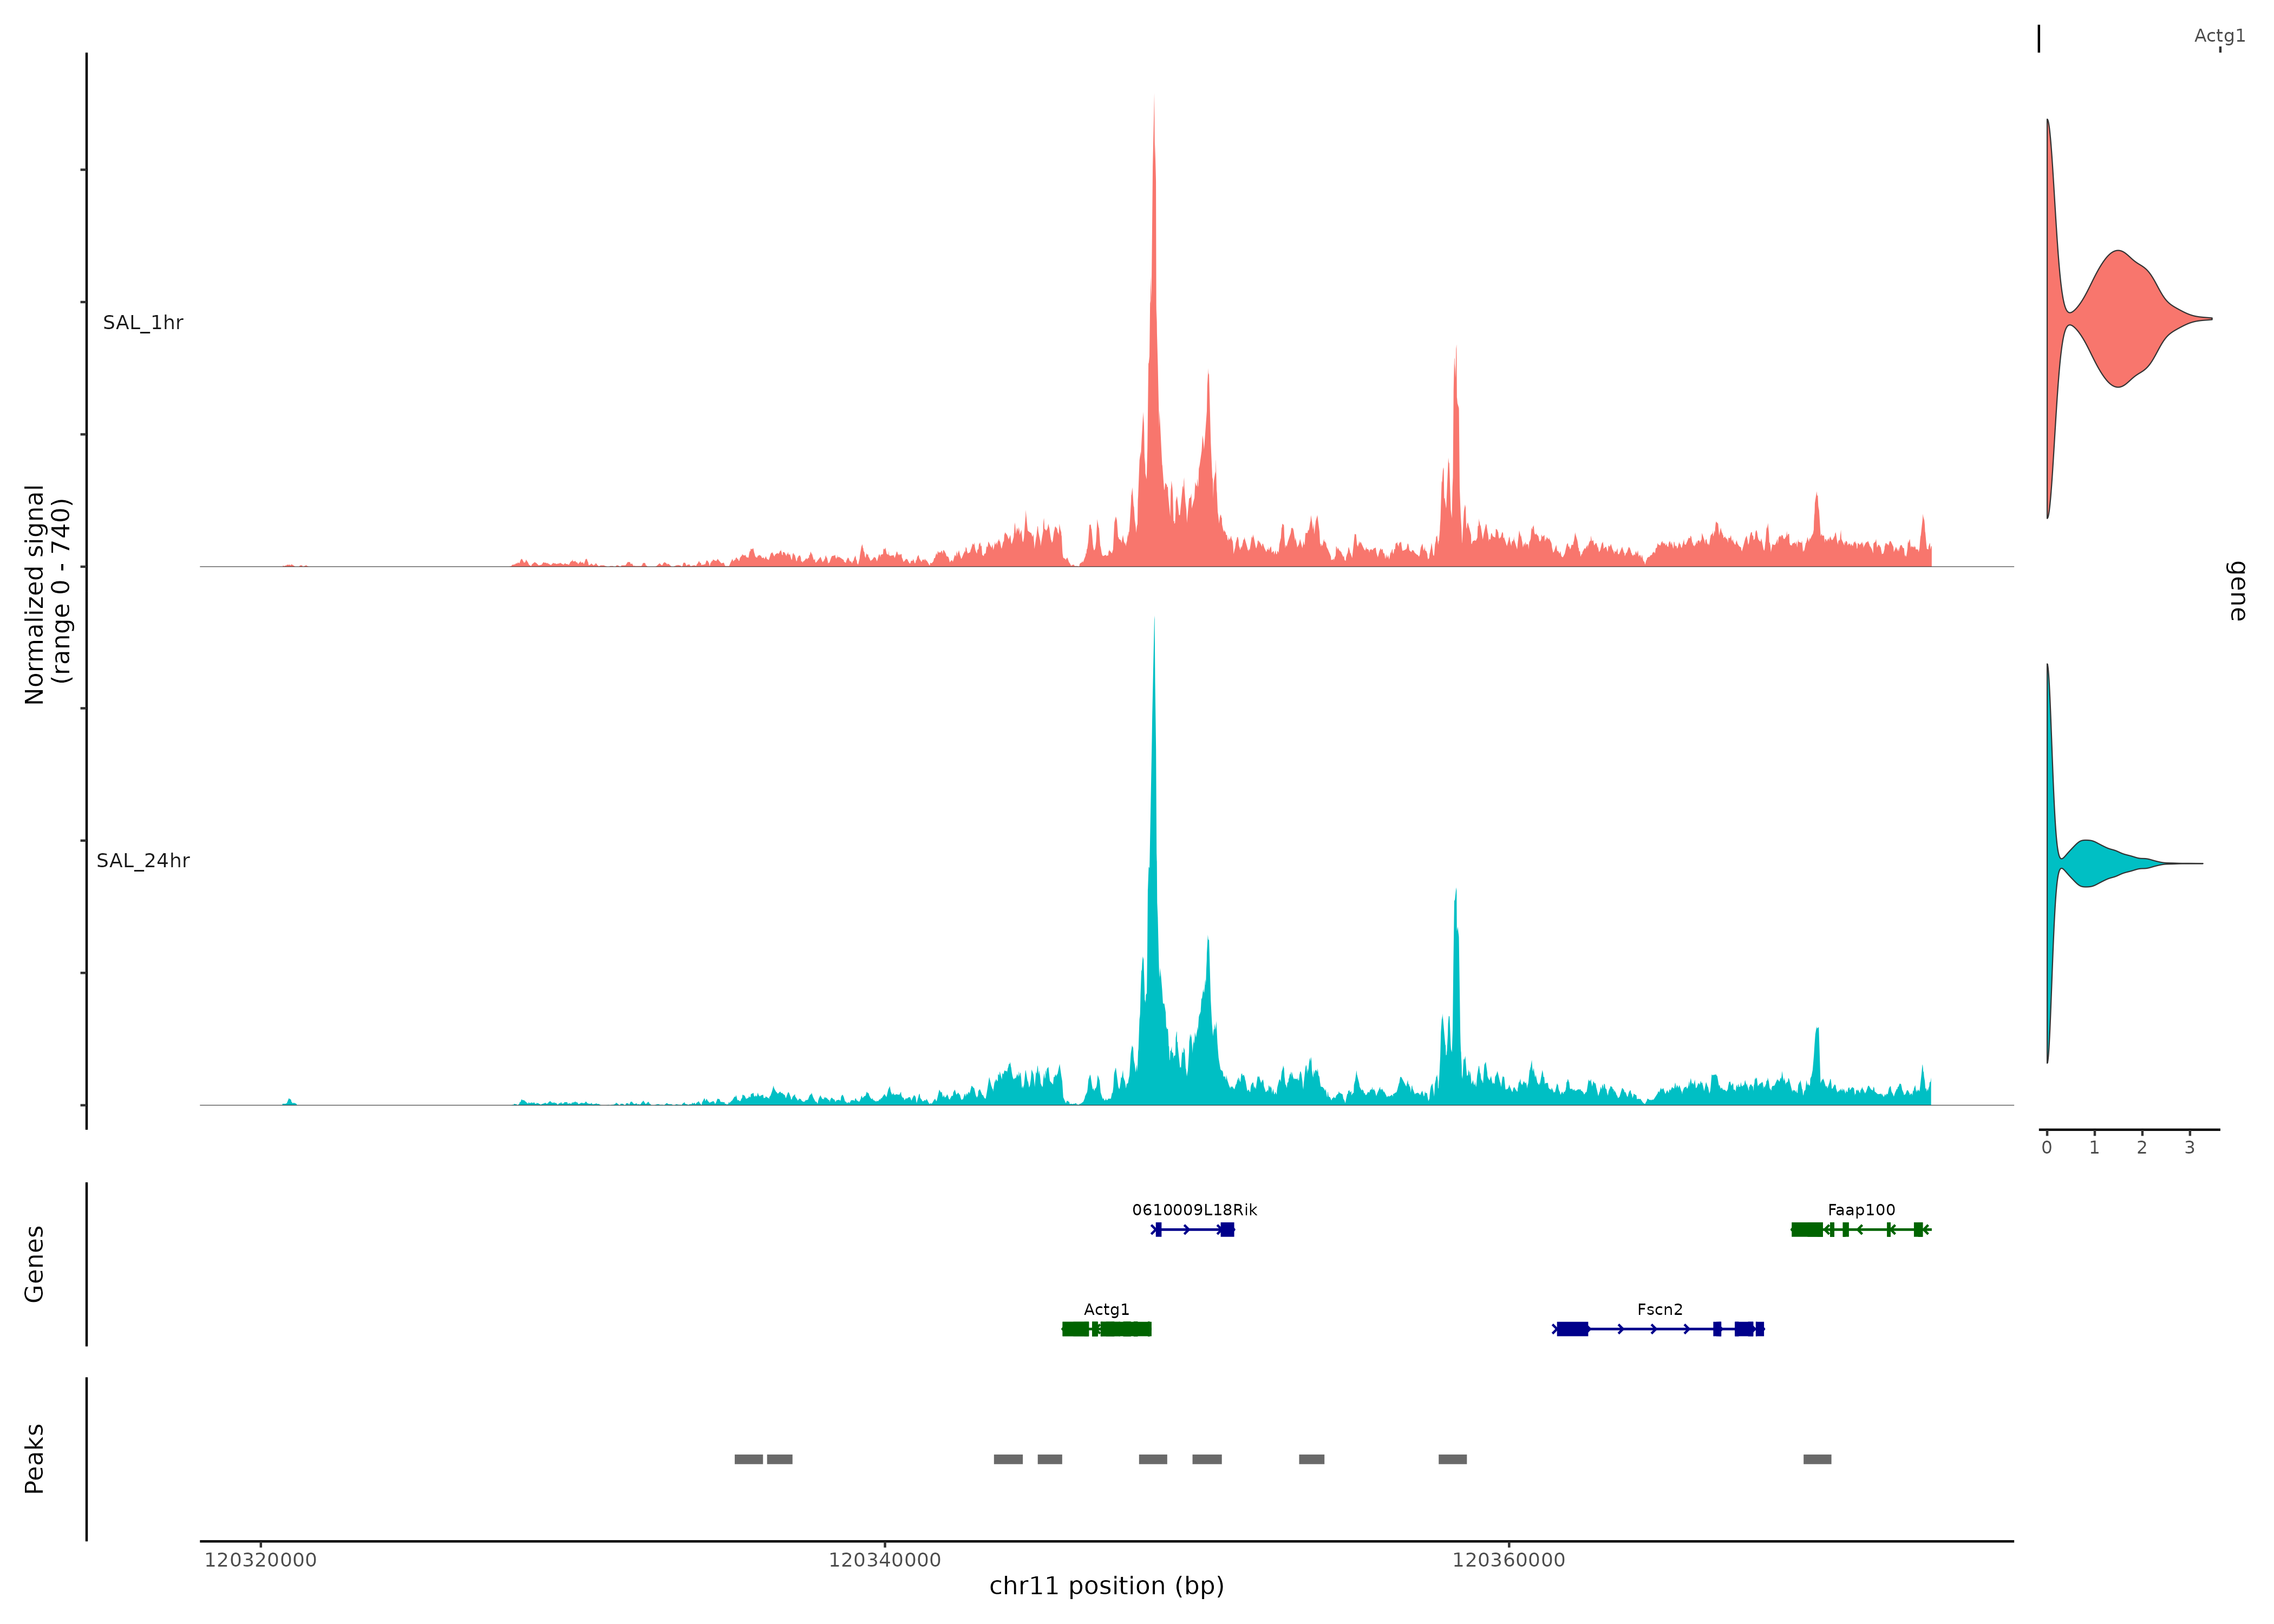 Actg1
Normalized signal
(range 0 - 740)
SAL_1hr
SAL_24hr
gene
0 1 2 3
Genes
0610009L18Rik
Faap100
Actg1
Fscn2
Peaks
120320000 120340000 120360000
chr11 position (bp)